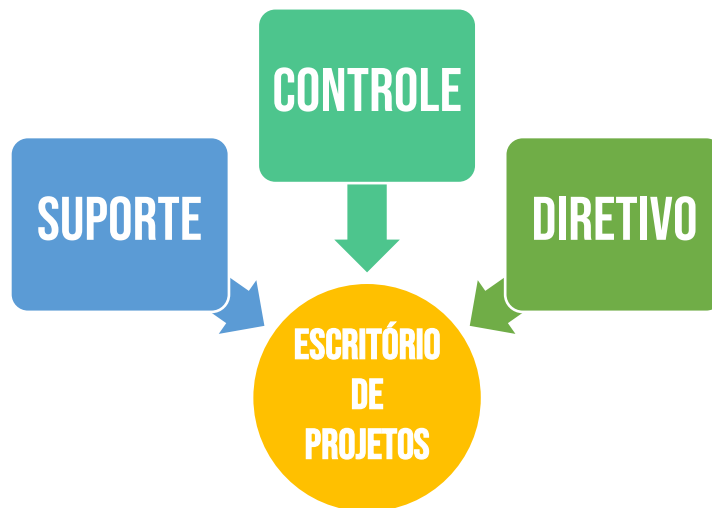 CONTROLE
SUPORTE
DIRETIVO
ESCRITÓRIO
DE
PROJETOS